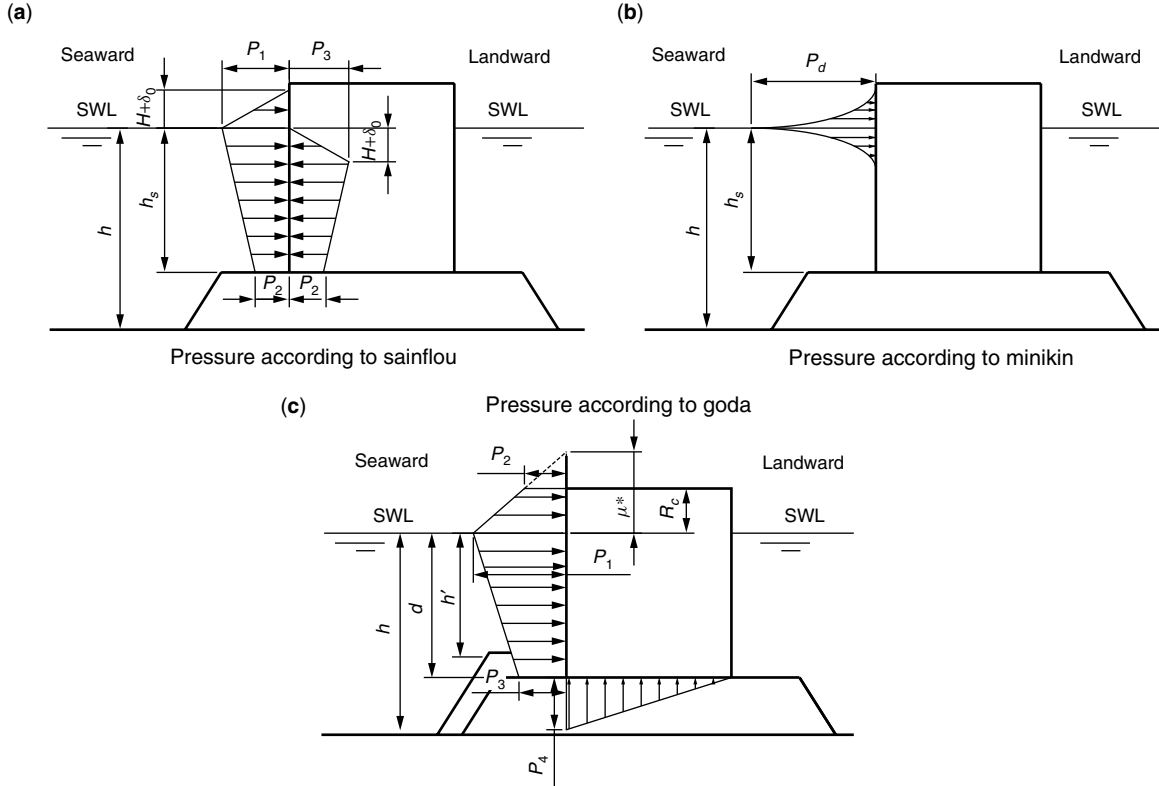 (a)
Seaward
P1
P3
Landward
H+δ0
SWL
SWL
H+δ0
hs
h
P2
P2
Pressure according to sainflou
(b)
Seaward
Pd
Landward
SWL
SWL
hs
h
Pressure according to minikin
(c)
Pressure according to goda
Seaward
P2
Landward
μ*
Rc
SWL
SWL
P1
h'
d
h
P3
P4